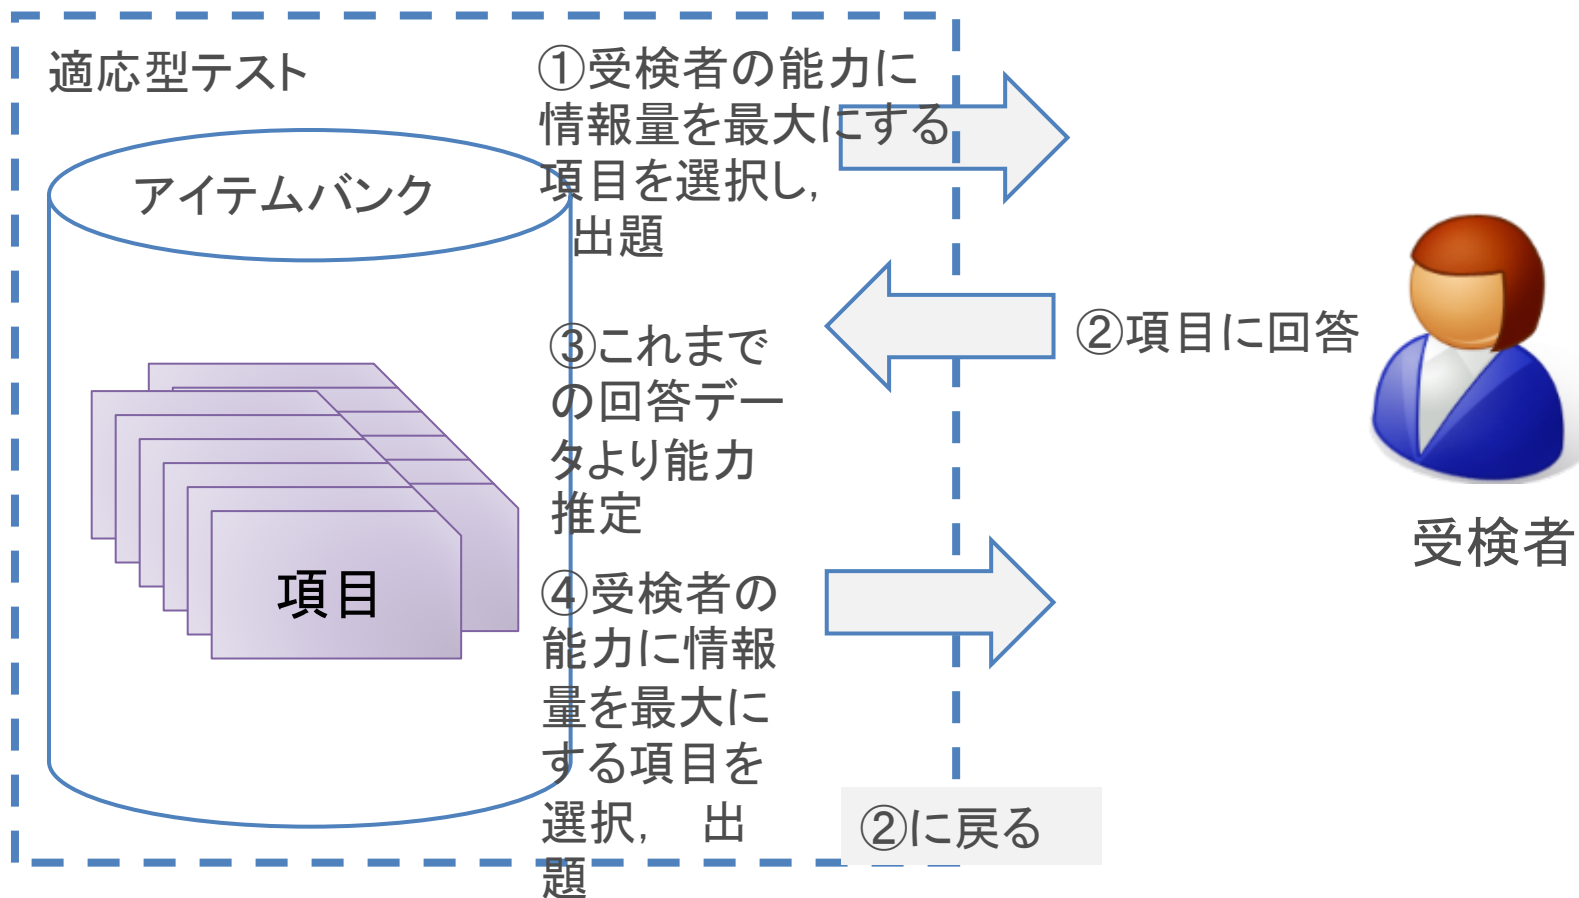 適応型テスト
アイテムバンク
項目
①受検者の能力に
情報量を最大にする
項目を選択し,
出題
②項目に回答
③これまで
の回答デー
タより能力
推定
④受検者の
能力に情報
量を最大に
する項目を
選択,　出
題
②に戻る
受検者